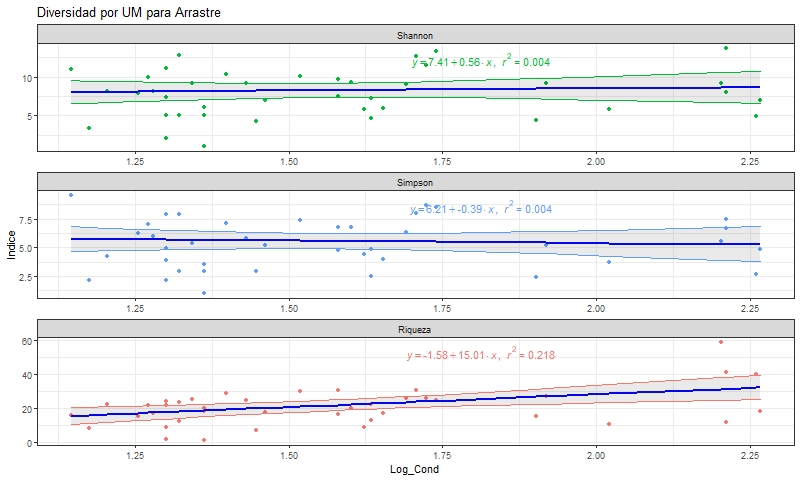 Diversidad por UM para Arrastre
Shannon
y = 7.41 + 0.56 · x, r² = 0.004
10
5
1.25 1.50 1.75 2.00 2.25
Simpson
y = 6.21 + -0.39 · x, r² = 0.004
7.5
5.0
2.5
1.25 1.50 1.75 2.00 2.25
Indice
Riqueza
y = -1.58 + 15.01 · x, r² = 0.218
60
40
20
0
1.25 1.50 1.75 2.00 2.25
Log_Cond